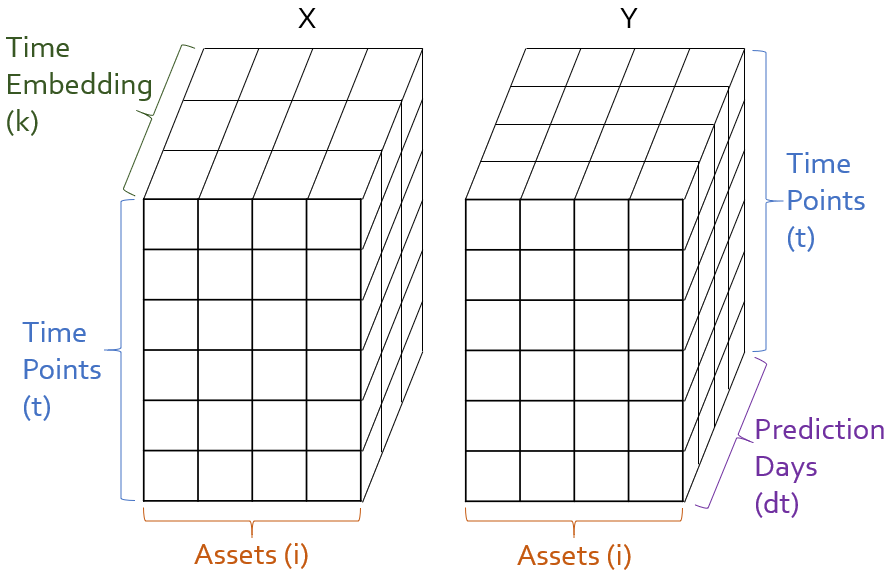 X
Y
Time
Embedding
(k)
Time
Points
(t)
Time
Points
(t)
Prediction
Days
(dt)
Assets (i)
Assets (i)